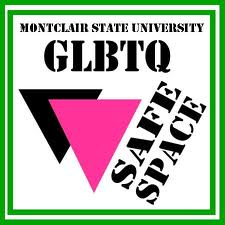 MONTCLAIR STATE UNIVERSITY
GLBTQ
SAFE
SPACE